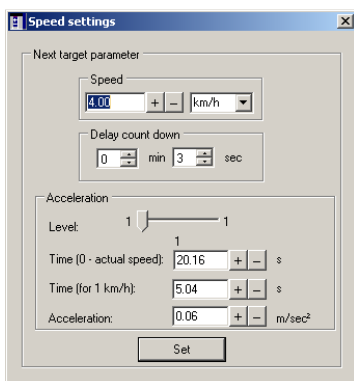 Speed settings
Next target parameter
Speed
4.00 + − km/h
Delay count down
0 min 3 sec
Acceleration
Level: 1 1
1
Time (0 - actual speed): 20.16 + − s
Time (for 1 km/h): 5.04 + − s
Acceleration: 0.06 + − m/sec²
Set